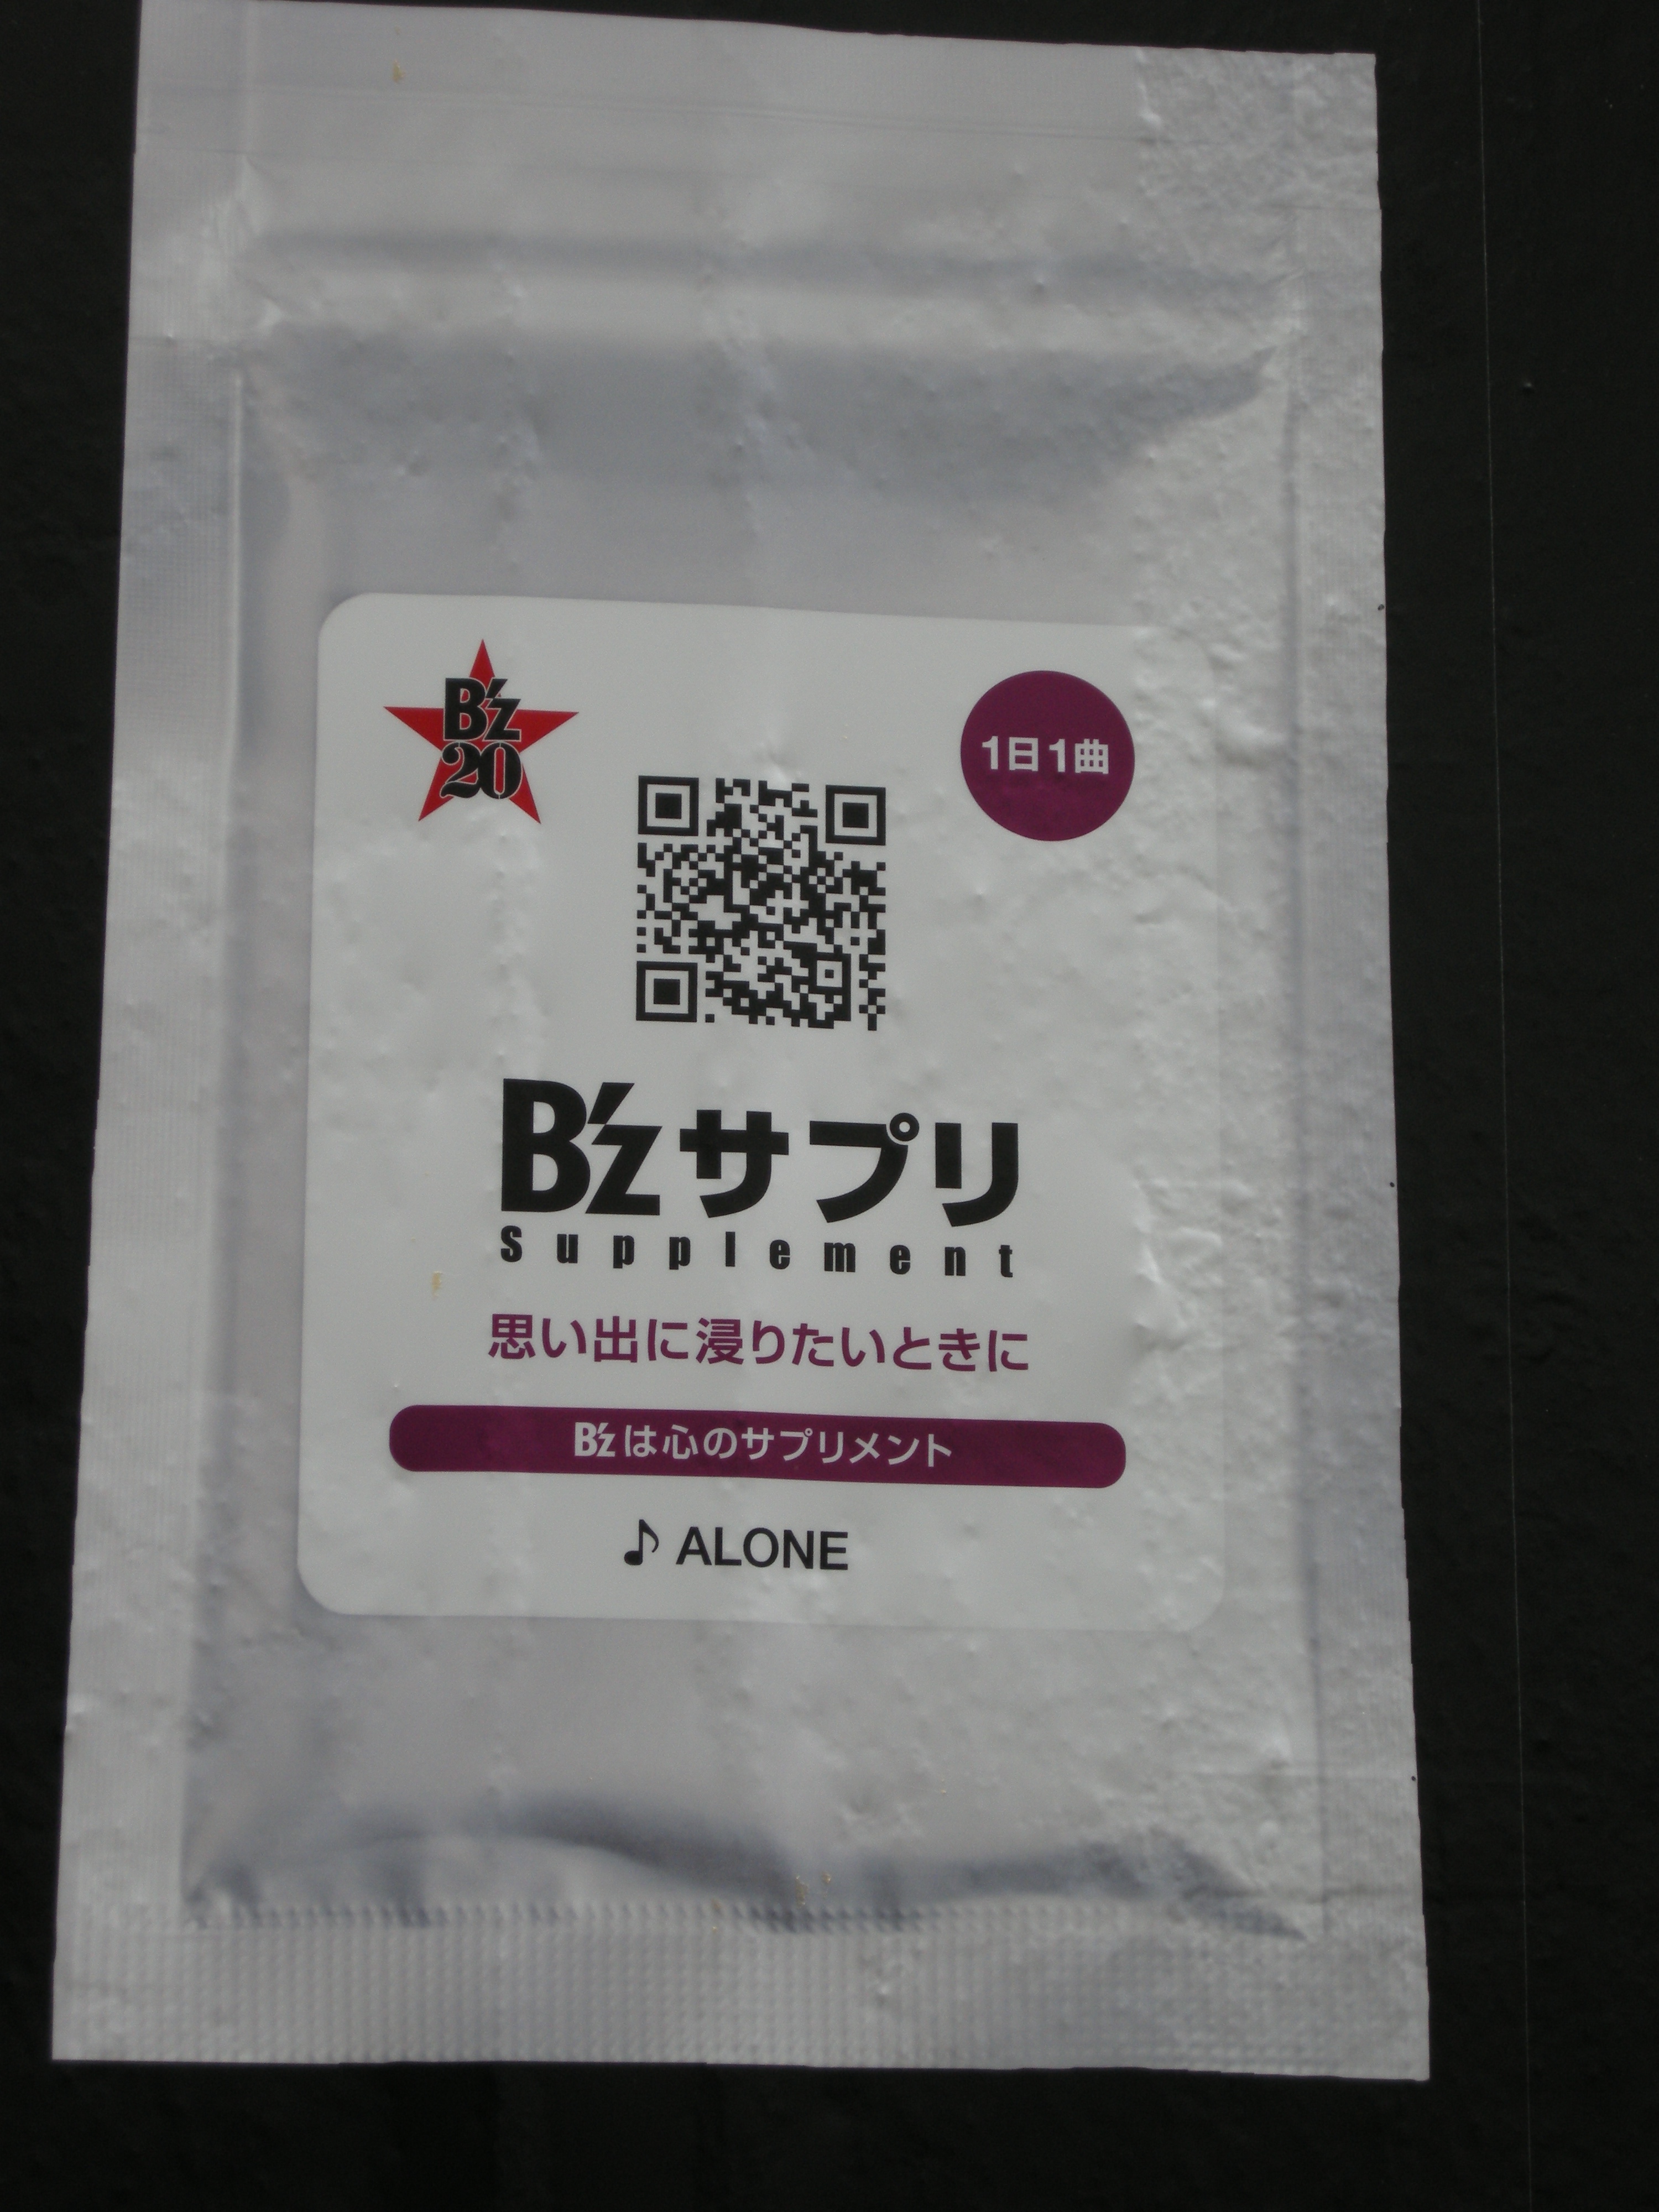 B'z
20
1日1曲
B'zサプリ
Supplement
思い出に浸りたいときに
B'zは心のサプリメント
♪ ALONE